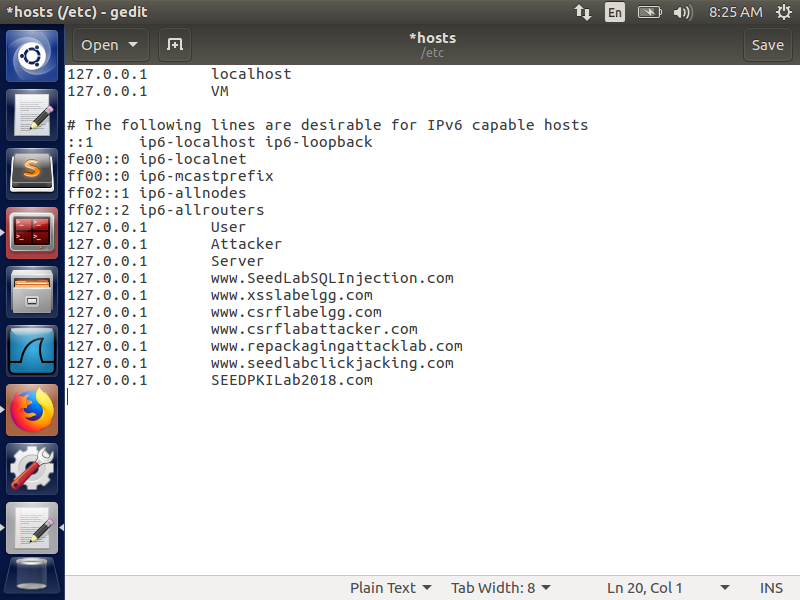 *hosts (/etc) - gedit
En
8:25 AM
Open
*hosts
/etc
Save
127.0.0.1       localhost
127.0.0.1       VM
# The following lines are desirable for IPv6 capable hosts
::1     ip6-localhost ip6-loopback
fe00::0 ip6-localnet
ff00::0 ip6-mcastprefix
ff02::1 ip6-allnodes
ff02::2 ip6-allrouters
127.0.0.1       User
127.0.0.1       Attacker
127.0.0.1       Server
127.0.0.1       www.SeedLabSQLInjection.com
127.0.0.1       www.xsslabelgg.com
127.0.0.1       www.csrflabelgg.com
127.0.0.1       www.csrflabattacker.com
127.0.0.1       www.repackagingattacklab.com
127.0.0.1       www.seedlabclickjacking.com
127.0.0.1       SEEDPKILab2018.com
Plain Text
Tab Width: 8
Ln 20, Col 1
INS